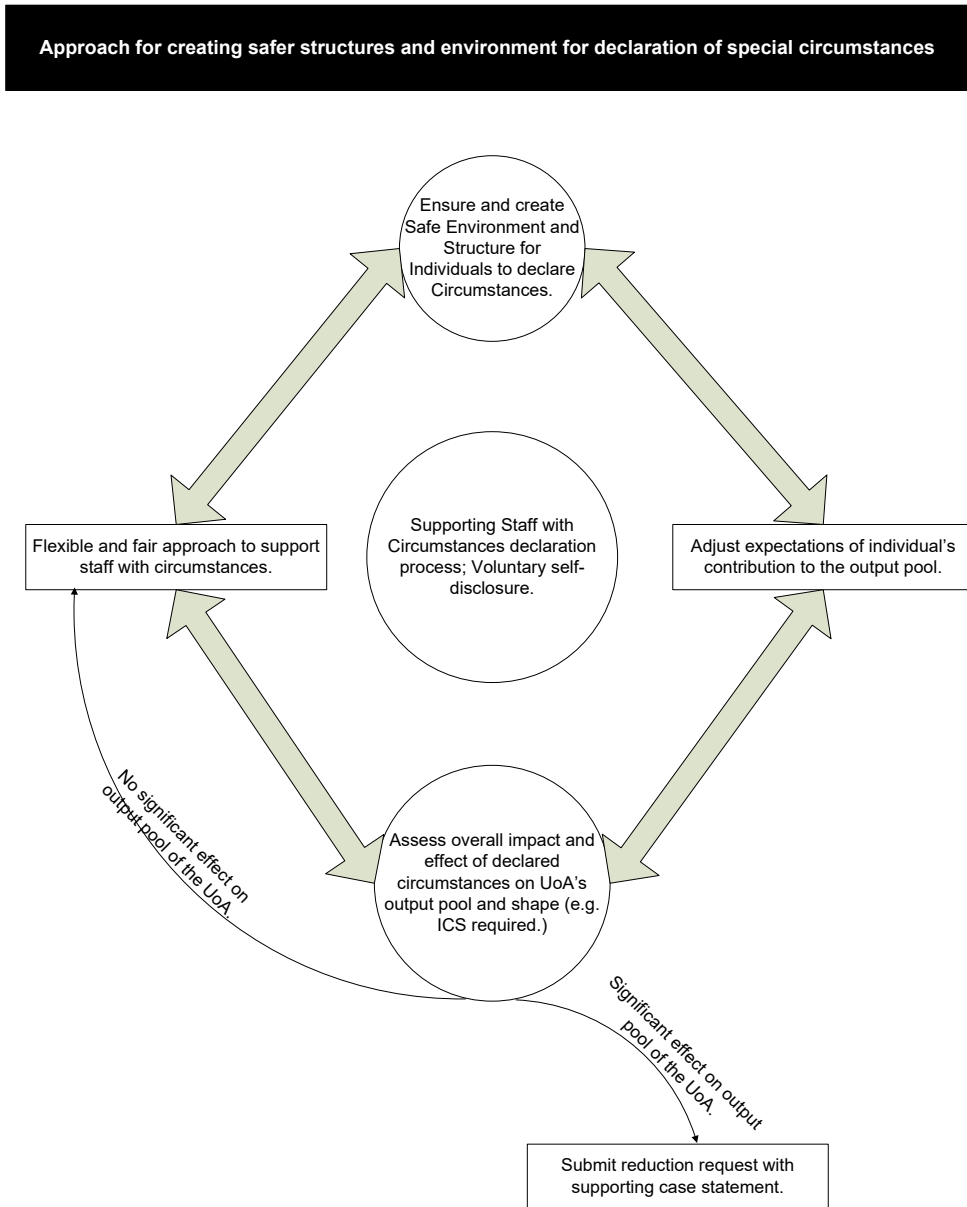 Approach for creating safer structures and environment for declaration of special circumstances
Ensure and create
Safe Environment and
Structure for
Individuals to declare
Circumstances.
Flexible and fair approach to support
staff with circumstances.
Supporting Staff with
Circumstances declaration
process; Voluntary self-
disclosure.
Adjust expectations of individual’s
contribution to the output pool.
No significant effect on
output pool of the UoA.
Assess overall impact and
effect of declared
circumstances on UoA’s
output pool and shape (e.g.
ICS required.)
Significant effect on output
pool of the UoA.
Submit reduction request with
supporting case statement.